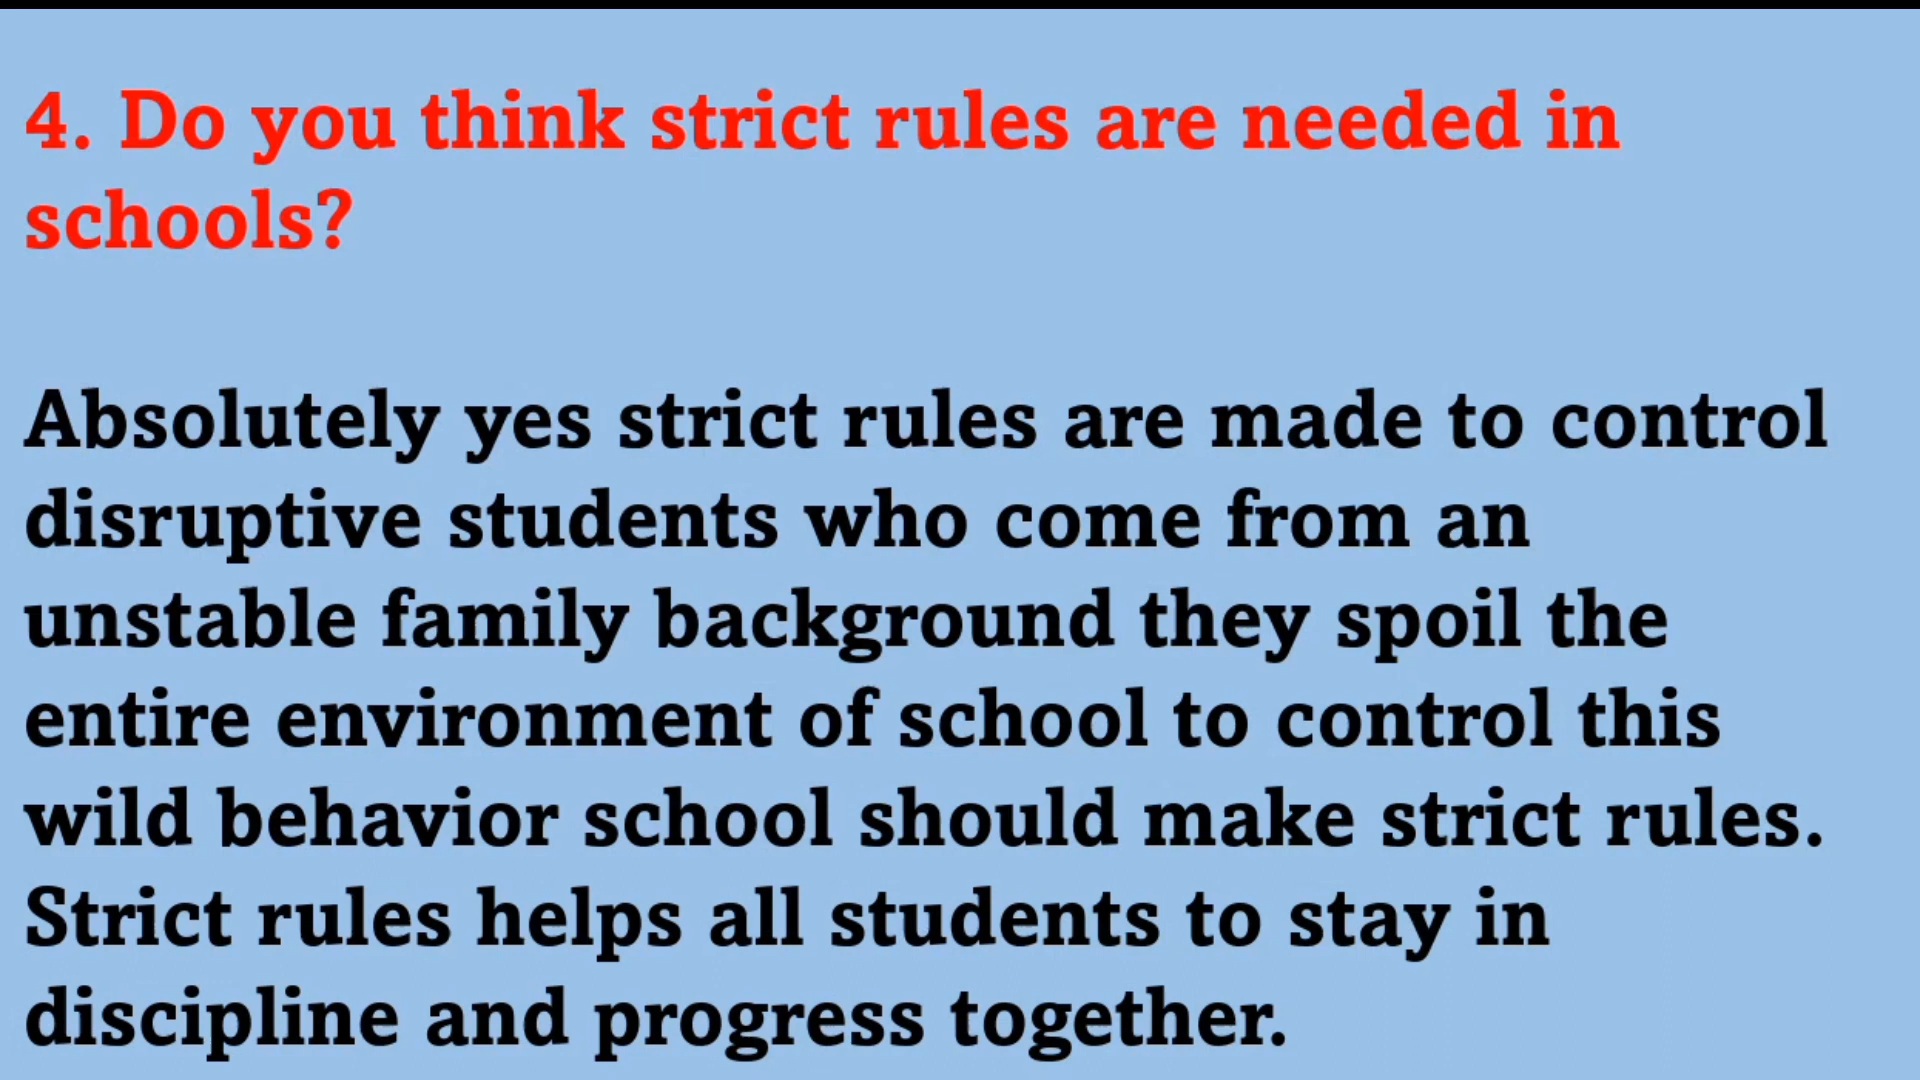 4. Do you think strict rules are needed in
schools?
Absolutely yes strict rules are made to control
disruptive students who come from an
unstable family background they spoil the
entire environment of school to control this
wild behavior school should make strict rules.
Strict rules helps all students to stay in
discipline and progress together.